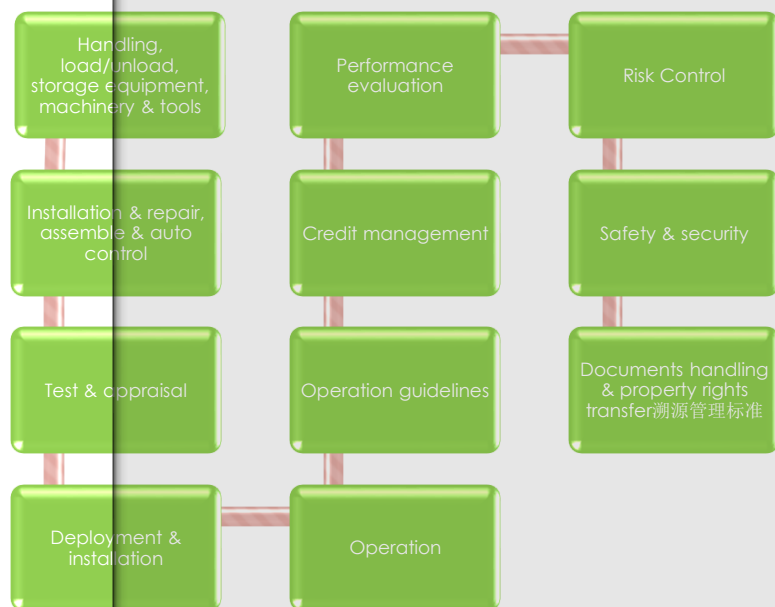 Handling,
load/unload,
storage equipment,
machinery & tools
Installation & repair,
assemble & auto
control
Test & appraisal
Deployment &
installation
Operation
Operation guidelines
Credit management
Performance
evaluation
Risk Control
Safety & security
Documents handling
& property rights
transfer溯源管理标准